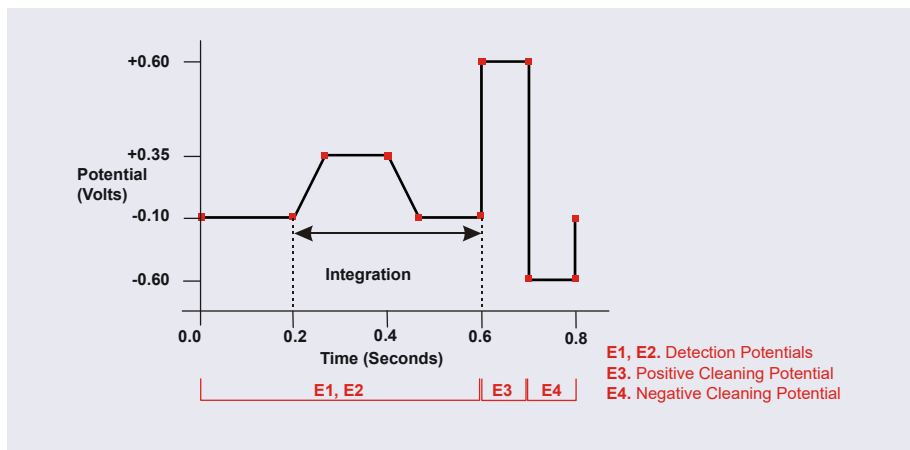 +0.60
+0.35
Potential
(Volts)
-0.10
Integration
-0.60
0.0 0.2 0.4 0.6 0.8
Time (Seconds)
E1, E2 E3 E4
E1, E2. Detection Potentials
E3. Positive Cleaning Potential
E4. Negative Cleaning Potential